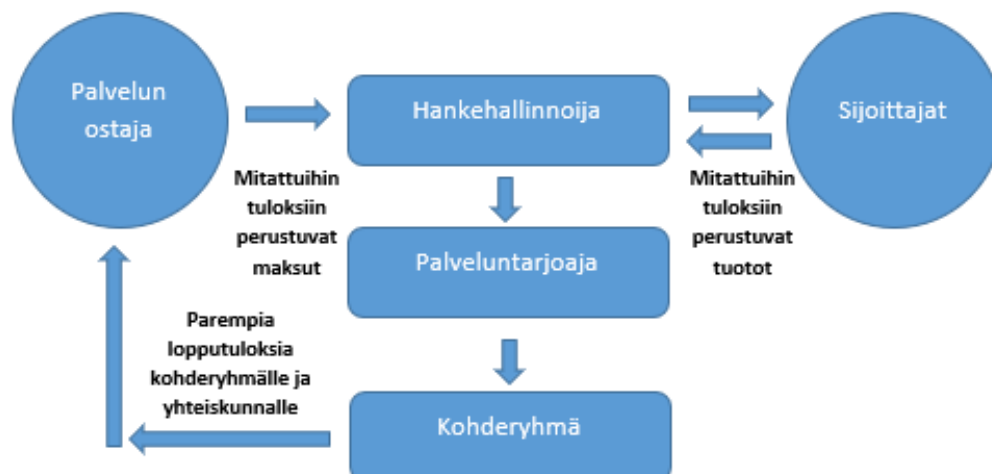 Palvelun
ostaja
Hankehallinnoija
Sijoittajat
Mitattuihin
tuloksiin
perustuvat
maksut
Mitattuihin
tuloksiin
perustuvat
tuotot
Palveluntarjoaja
Parempia
lopputuloksia
kohderyhmälle ja
yhteiskunnalle
Kohderyhmä